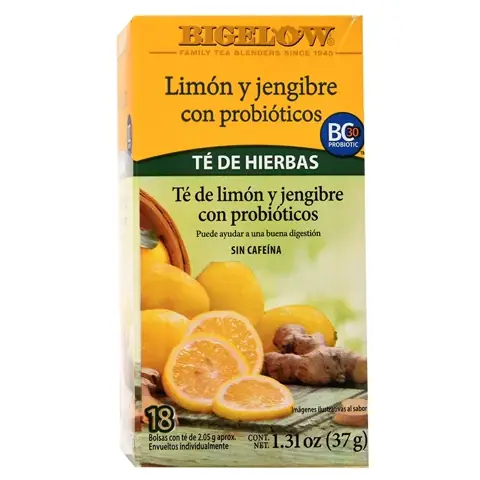 BIGELOW
FAMILY TEA BLENDERS SINCE 1945
Limón y jengibre
con probióticos
BC30
PROBIOTIC
TÉ DE HIERBAS
Té de limón y jengibre
con probióticos
Puede ayudar a una buena digestión
SIN CAFEÍNA
Imágenes ilustrativas al sabor
18
Bolsas con té de 2.05 g aprox.
Envueltos individualmente
CONT. NET. 1.31 oz (37 g)